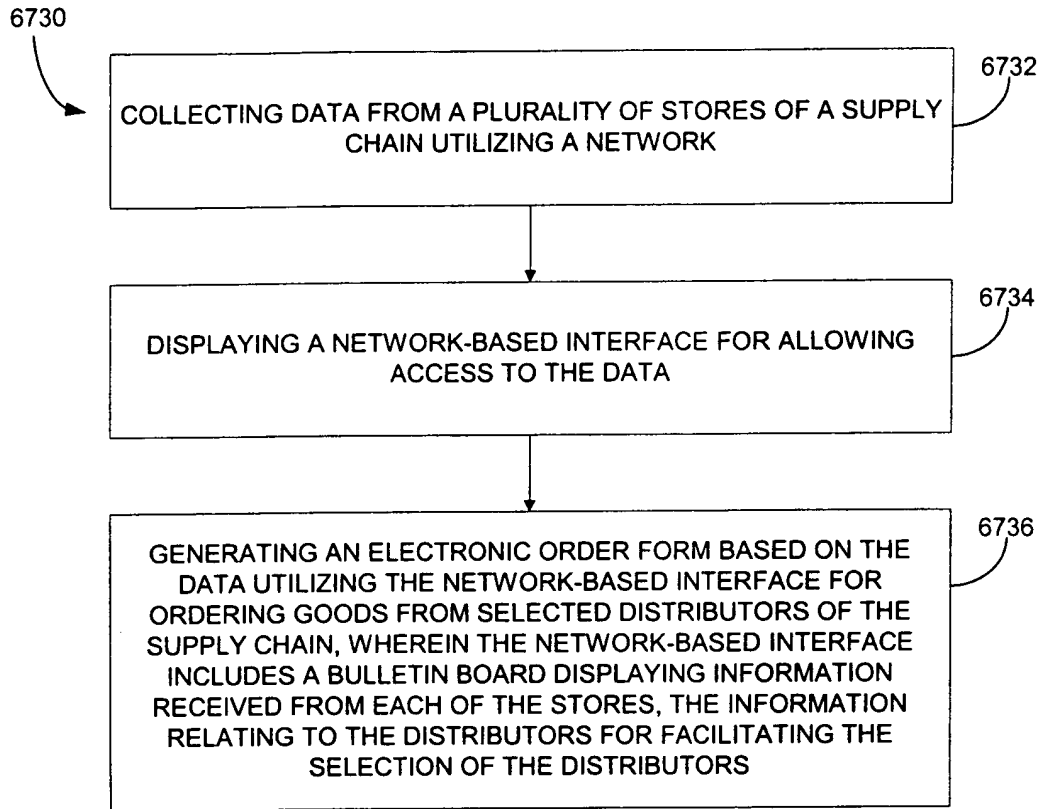 6730
6732
COLLECTING DATA FROM A PLURALITY OF STORES OF A SUPPLY
CHAIN UTILIZING A NETWORK
6734
DISPLAYING A NETWORK-BASED INTERFACE FOR ALLOWING
ACCESS TO THE DATA
6736
GENERATING AN ELECTRONIC ORDER FORM BASED ON THE
DATA UTILIZING THE NETWORK-BASED INTERFACE FOR
ORDERING GOODS FROM SELECTED DISTRIBUTORS OF THE
SUPPLY CHAIN, WHEREIN THE NETWORK-BASED INTERFACE
INCLUDES A BULLETIN BOARD DISPLAYING INFORMATION
RECEIVED FROM EACH OF THE STORES, THE INFORMATION
RELATING TO THE DISTRIBUTORS FOR FACILITATING THE
SELECTION OF THE DISTRIBUTORS